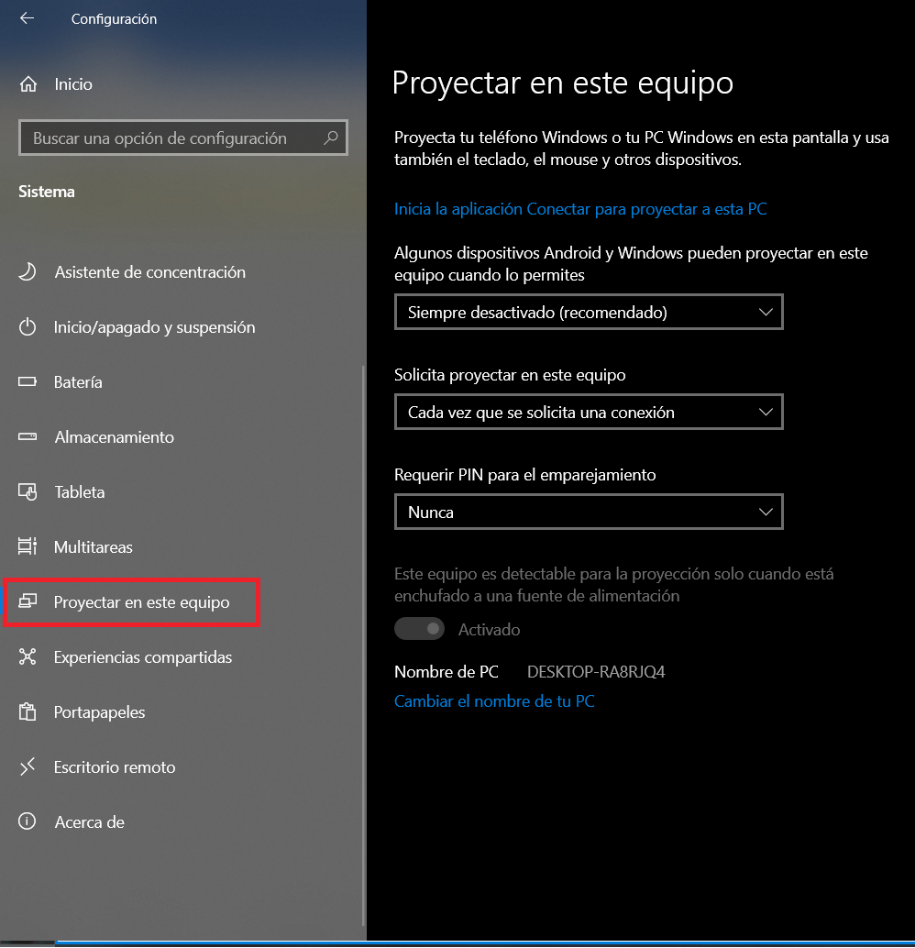 Configuración
Inicio
Buscar una opción de configuración
Sistema
Asistente de concentración
Inicio/apagado y suspensión
Batería
Almacenamiento
Tableta
Multitareas
Proyectar en este equipo
Experiencias compartidas
Portapapeles
Escritorio remoto
Acerca de
Proyectar en este equipo
Proyecta tu teléfono Windows o tu PC Windows en esta pantalla y usa
también el teclado, el mouse y otros dispositivos.
Inicia la aplicación Conectar para proyectar a esta PC
Algunos dispositivos Android y Windows pueden proyectar en este
equipo cuando lo permites
Siempre desactivado (recomendado)
Solicita proyectar en este equipo
Cada vez que se solicita una conexión
Requerir PIN para el emparejamiento
Nunca
Este equipo es detectable para la proyección solo cuando está
enchufado a una fuente de alimentación
Activado
Nombre de PC DESKTOP-RA8RJQ4
Cambiar el nombre de tu PC